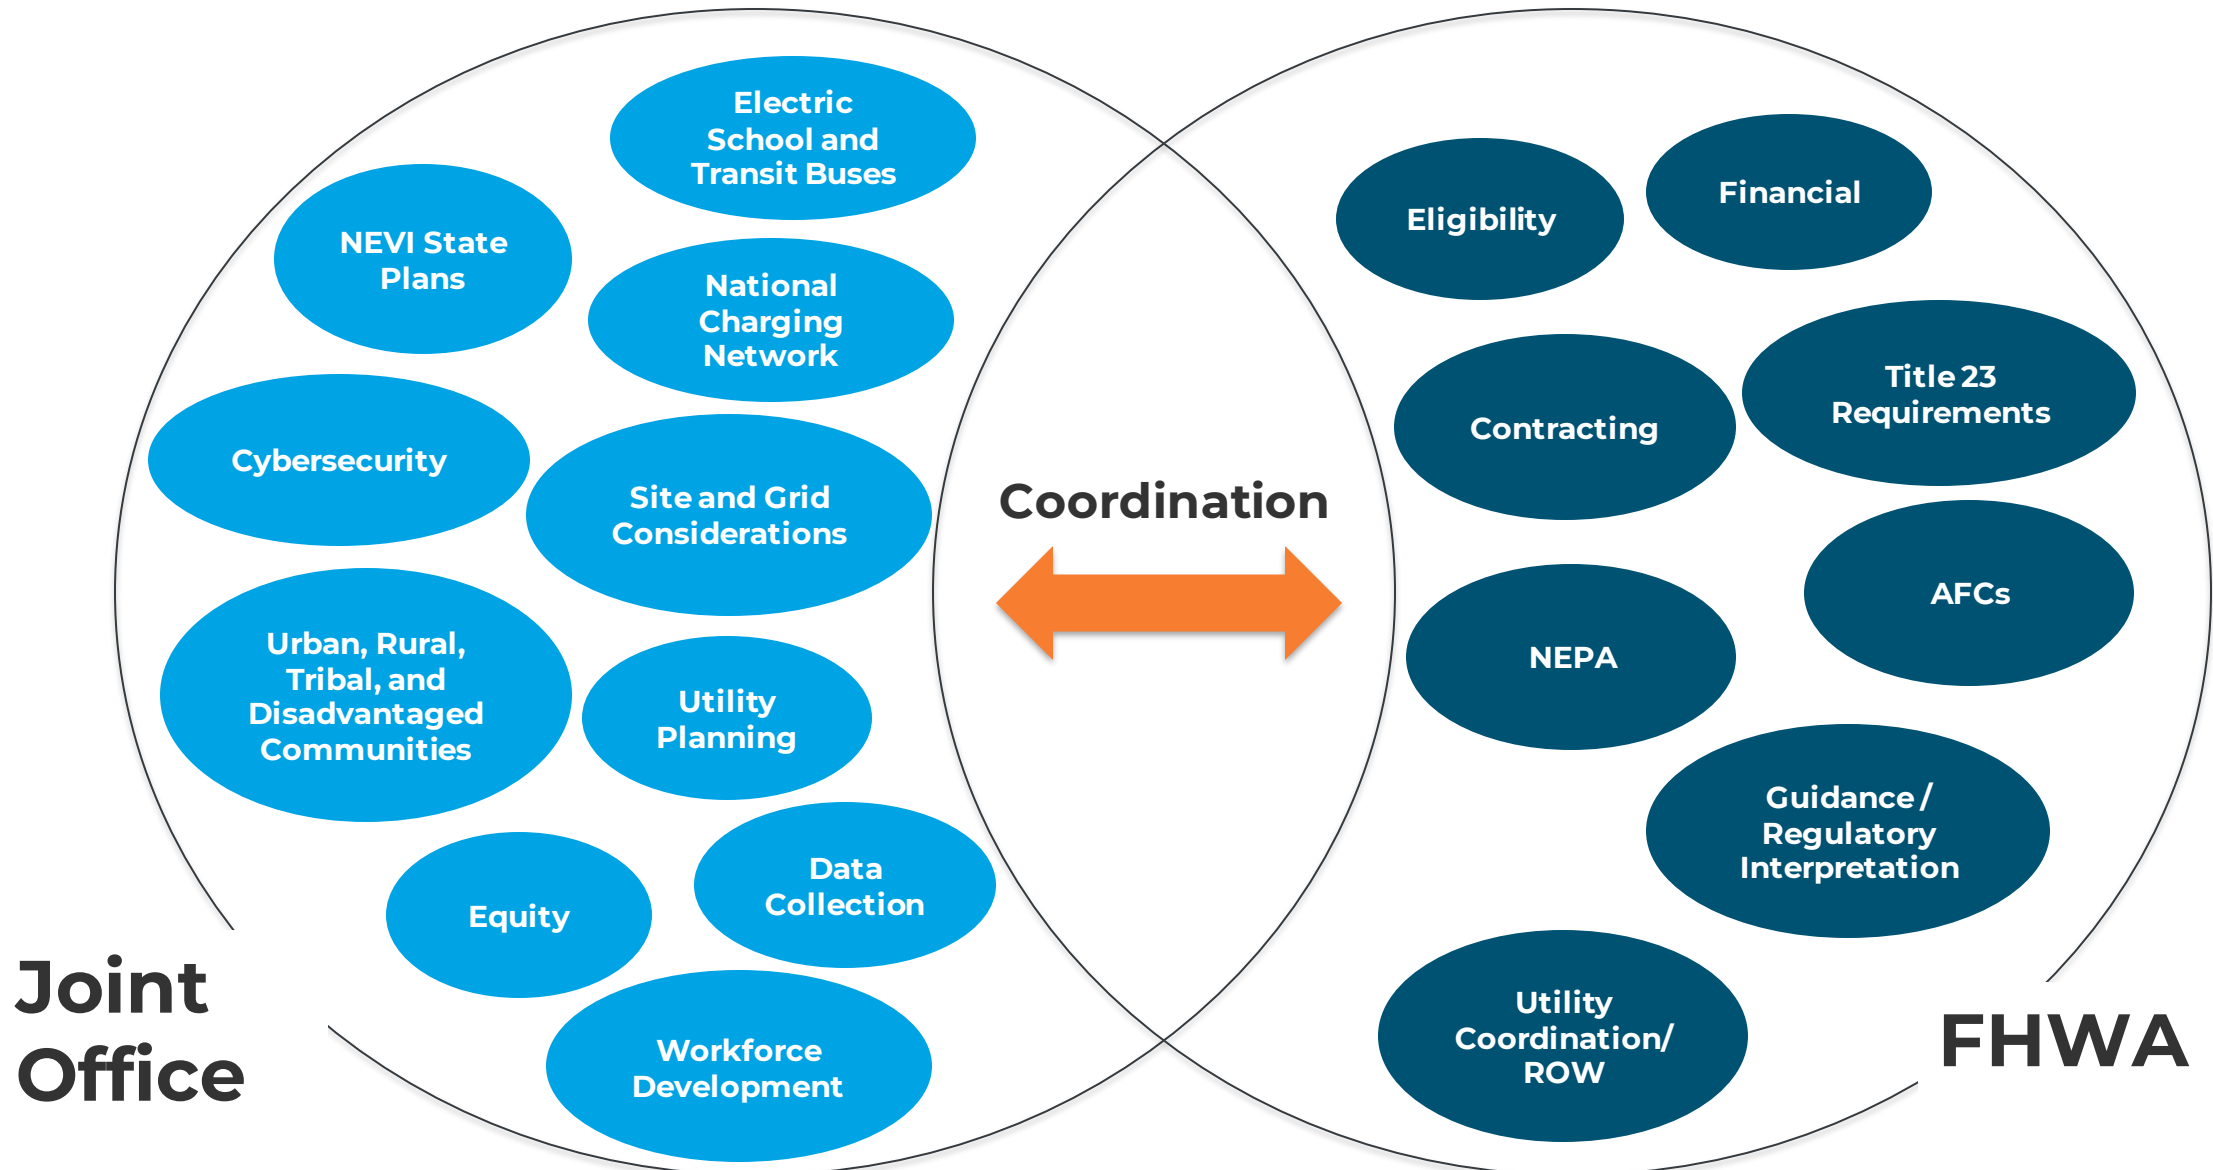 Electric
School and
Transit Buses
NEVI State
Plans
National
Charging
Network
Cybersecurity
Site and Grid
Considerations
Urban, Rural,
Tribal, and
Disadvantaged
Communities
Utility
Planning
Equity
Data
Collection
Workforce
Development
Joint
Office
Coordination
Eligibility
Financial
Contracting
Title 23
Requirements
NEPA
AFCs
Guidance /
Regulatory
Interpretation
Utility
Coordination/
ROW
FHWA